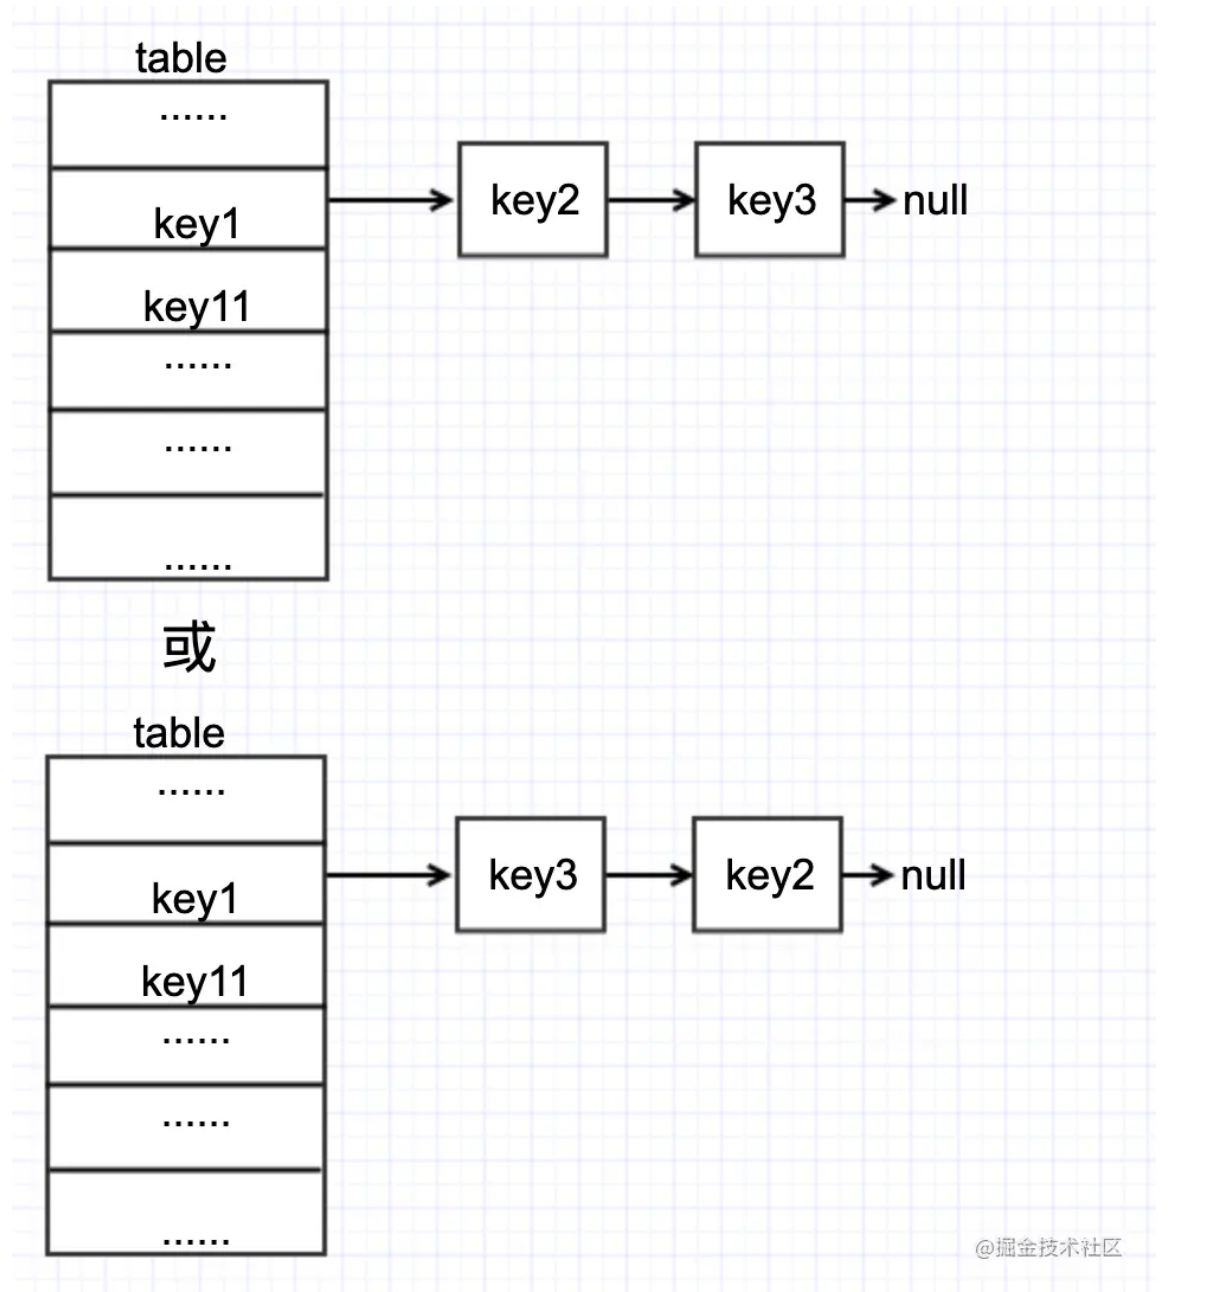 table
......
key1
key2
key3
null
key11
......
......
......
或
table
......
key1
key3
key2
null
key11
......
......
......
@掘金技术社区